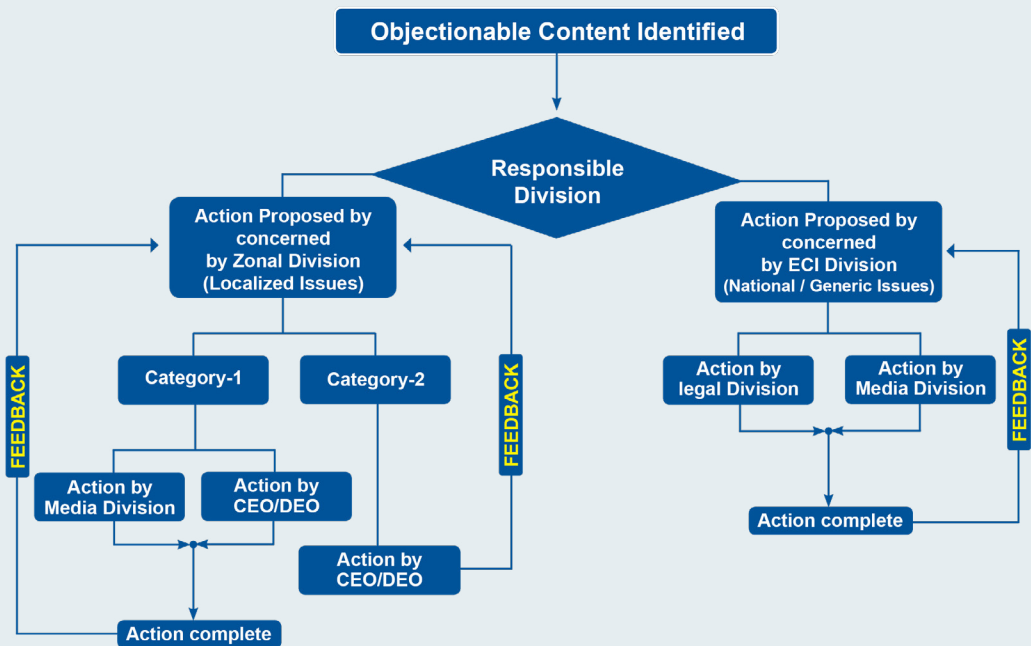 Objectionable Content Identified
Responsible
Division
Action Proposed by
concerned
by Zonal Division
(Localized Issues)
Action Proposed by
concerned
by ECI Division
(National / Generic Issues)
Category-1
Category-2
Action by
legal Division
Action by
Media Division
FEEDBACK
FEEDBACK
FEEDBACK
Action by
Media Division
Action by
CEO/DEO
Action by
CEO/DEO
Action complete
Action complete